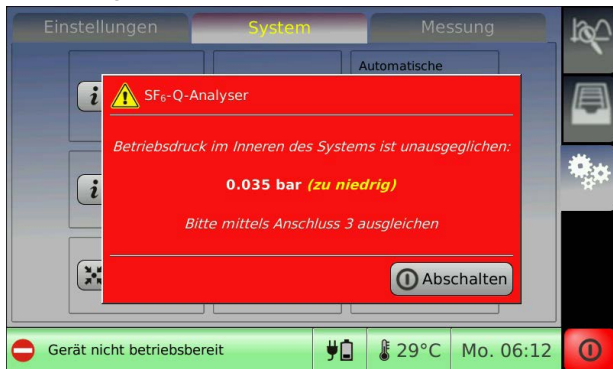 Einstellungen
System
Messung
Automatische
SF₆-Q-Analyser
Betriebsdruck im Inneren des Systems ist unausgeglichen:
0.035 bar (zu niedrig)
Bitte mittels Anschluss 3 ausgleichen
Abschalten
Gerät nicht betriebsbereit
29°C
Mo. 06:12